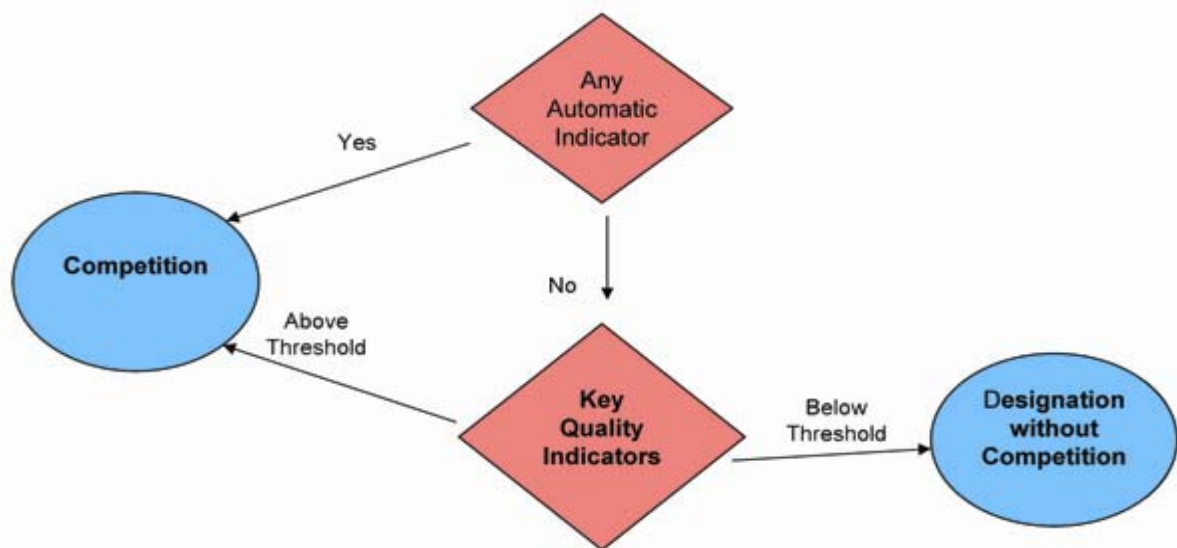 Any
Automatic
Indicator
Yes
Competition
No
Above
Threshold
Key
Quality
Indicators
Below
Threshold
Designation
without
Competition